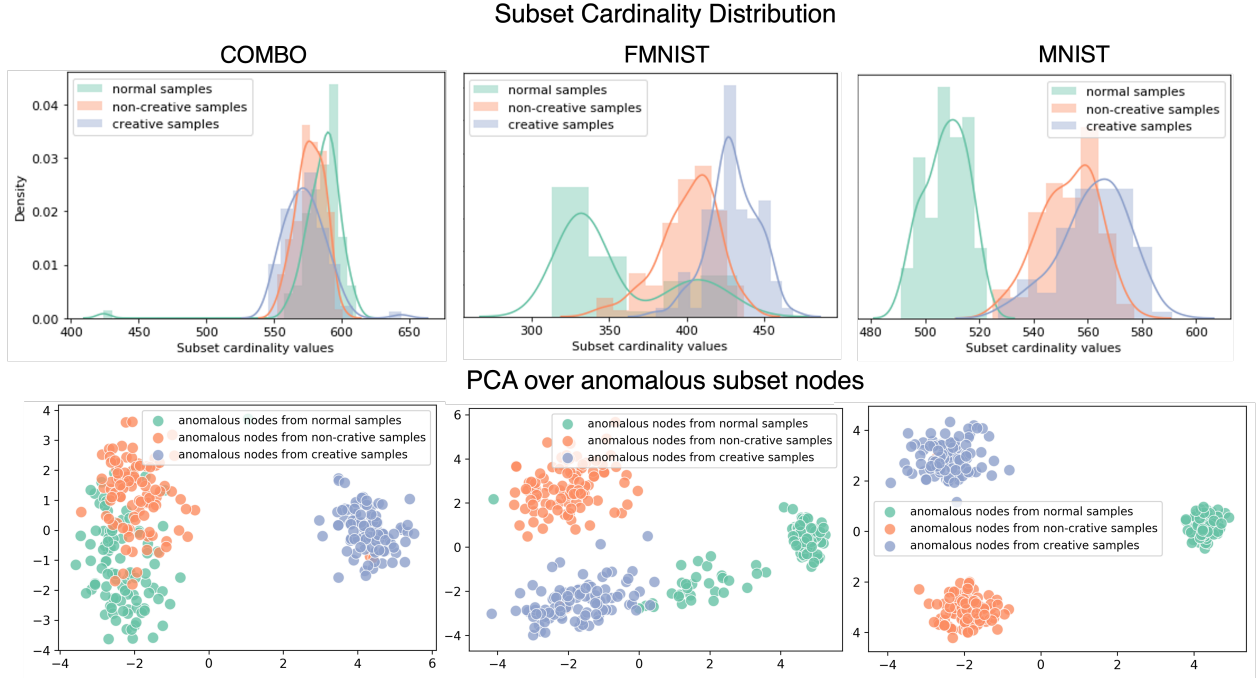 Subset Cardinality Distribution
COMBO
FMNIST
MNIST
normal samples
non-creative samples
creative samples
Density
0.04
0.03
0.02
0.01
0.00
400 450 500 550 600 650
Subset cardinality values
normal samples
non-creative samples
creative samples
300 350 400 450
Subset cardinality values
normal samples
non-creative samples
creative samples
480 500 520 540 560 580 600
Subset cardinality values
PCA over anomalous subset nodes
anomalous nodes from normal samples
anomalous nodes from non-crative samples
anomalous nodes from creative samples
4
3
2
1
0
−1
−2
−3
−4
−4 −2 0 2 4 6
anomalous nodes from normal samples
anomalous nodes from non-crative samples
anomalous nodes from creative samples
6
4
2
0
−2
−4
−4 −2 0 2 4
anomalous nodes from normal samples
anomalous nodes from non-crative samples
anomalous nodes from creative samples
4
2
0
2
4
−4 −2 0 2 4